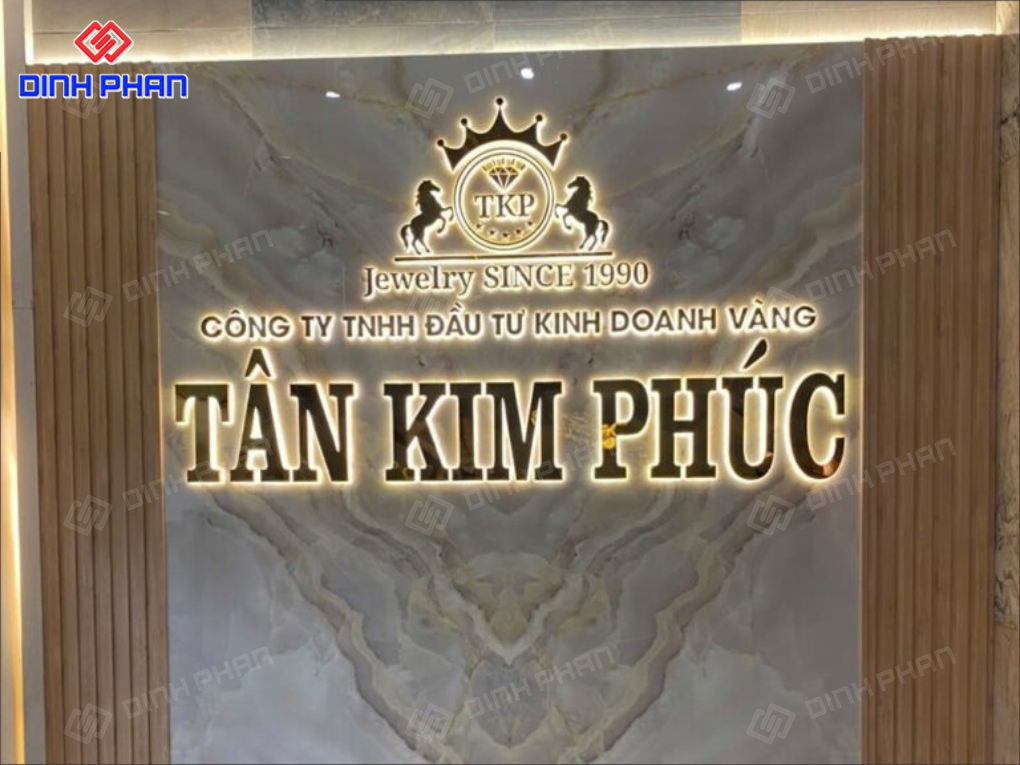 DINH PHAN
TKP
Jewelry SINCE 1990
CÔNG TY TNHH ĐẦU TƯ KINH DOANH VÀNG
TÂN KIM PHÚC